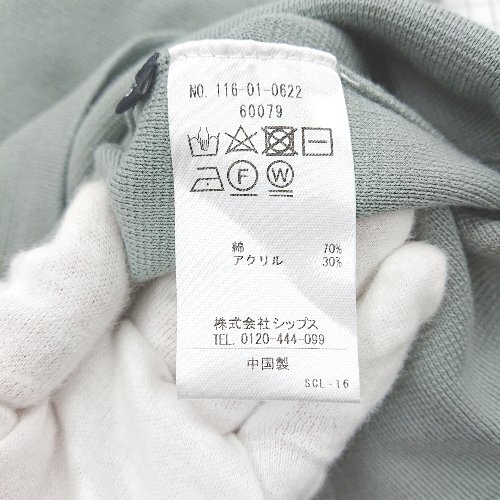 NO. 116-01-0622
60079
F W
綿 70%
アクリル 30%
株式会社シップス
TEL. 0120-444-099
中国製
SCL-16